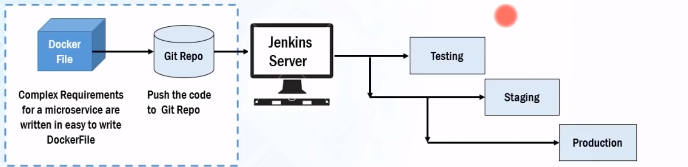 Docker
File
Git Repo
Jenkins
Server
Testing
Staging
Production
Complex Requirements
for a microservice are
written in easy to write
DockerFile
Push the code
to Git Repo